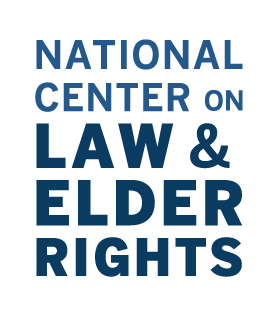 NATIONAL
CENTER ON
LAW &
ELDER
RIGHTS